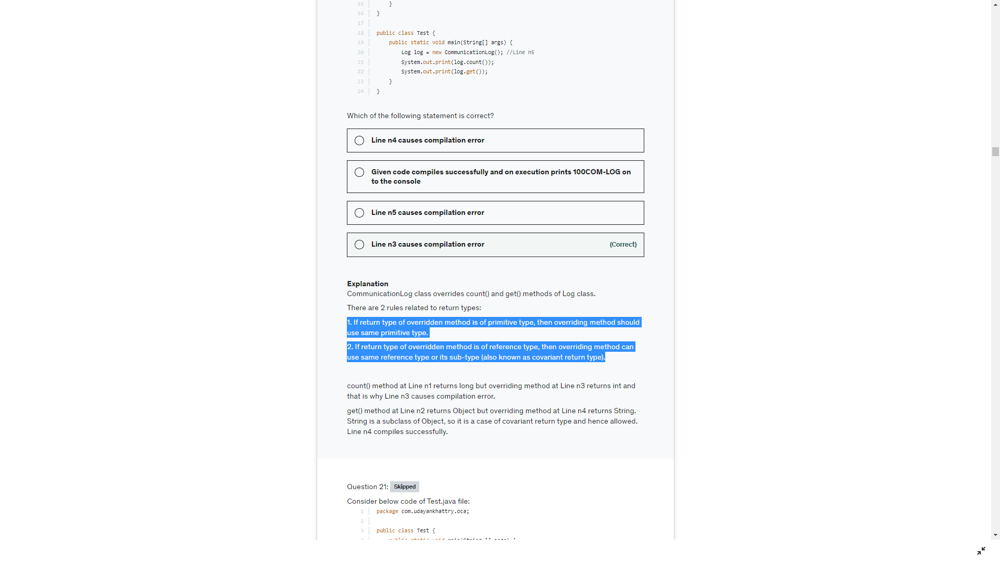 15 }
16 }
17
18 public class Test {
19 public static void main(String[] args) {
20 Log log = new CommunicationLog(); //Line n5
21 System.out.print(log.count());
22 System.out.print(log.get());
23 }
24 }
Which of the following statement is correct?
Line n4 causes compilation error
Given code compiles successfully and on execution prints 100COM-LOG on
to the console
Line n5 causes compilation error
Line n3 causes compilation error (Correct)
Explanation
CommunicationLog class overrides count() and get() methods of Log class.
There are 2 rules related to return types:
1. If return type of overridden method is of primitive type, then overriding method should
use same primitive type.
2. If return type of overridden method is of reference type, then overriding method can
use same reference type or its sub-type (also known as covariant return type).
count() method at Line n1 returns long but overriding method at Line n3 returns int and
that is why Line n3 causes compilation error.
get() method at Line n2 returns Object but overriding method at Line n4 returns String.
String is a subclass of Object, so it is a case of covariant return type and hence allowed.
Line n4 compiles successfully.
Question 21: Skipped
Consider below code of Test.java file:
1 package com.udayankhattry.oca;
2
3 public class Test {
public static void main(String [] args) {